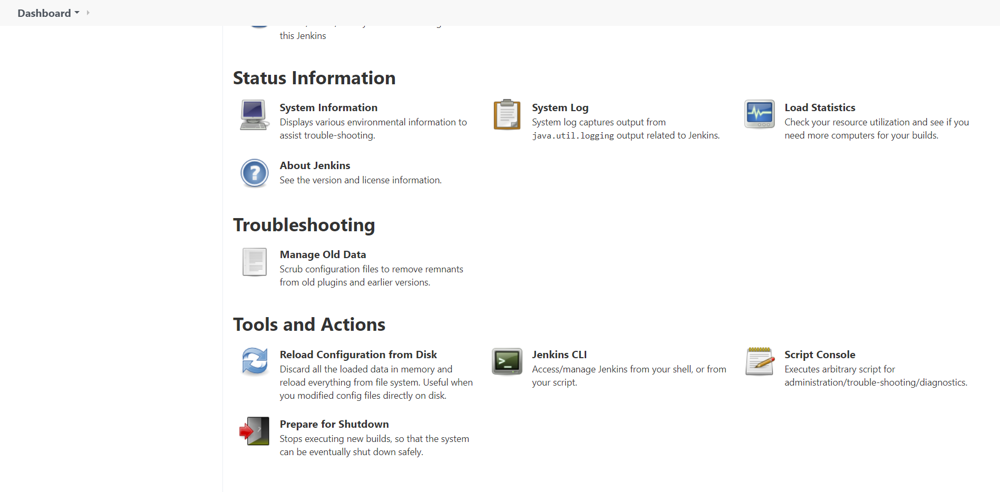 Dashboard
this Jenkins
Status Information
System Information
Displays various environmental information to
assist trouble-shooting.
System Log
System log captures output from
java.util.logging output related to Jenkins.
Load Statistics
Check your resource utilization and see if you
need more computers for your builds.
About Jenkins
See the version and license information.
Troubleshooting
Manage Old Data
Scrub configuration files to remove remnants
from old plugins and earlier versions.
Tools and Actions
Reload Configuration from Disk
Discard all the loaded data in memory and
reload everything from file system. Useful when
you modified config files directly on disk.
Jenkins CLI
Access/manage Jenkins from your shell, or from
your script.
Script Console
Executes arbitrary script for
administration/trouble-shooting/diagnostics.
Prepare for Shutdown
Stops executing new builds, so that the system
can be eventually shut down safely.